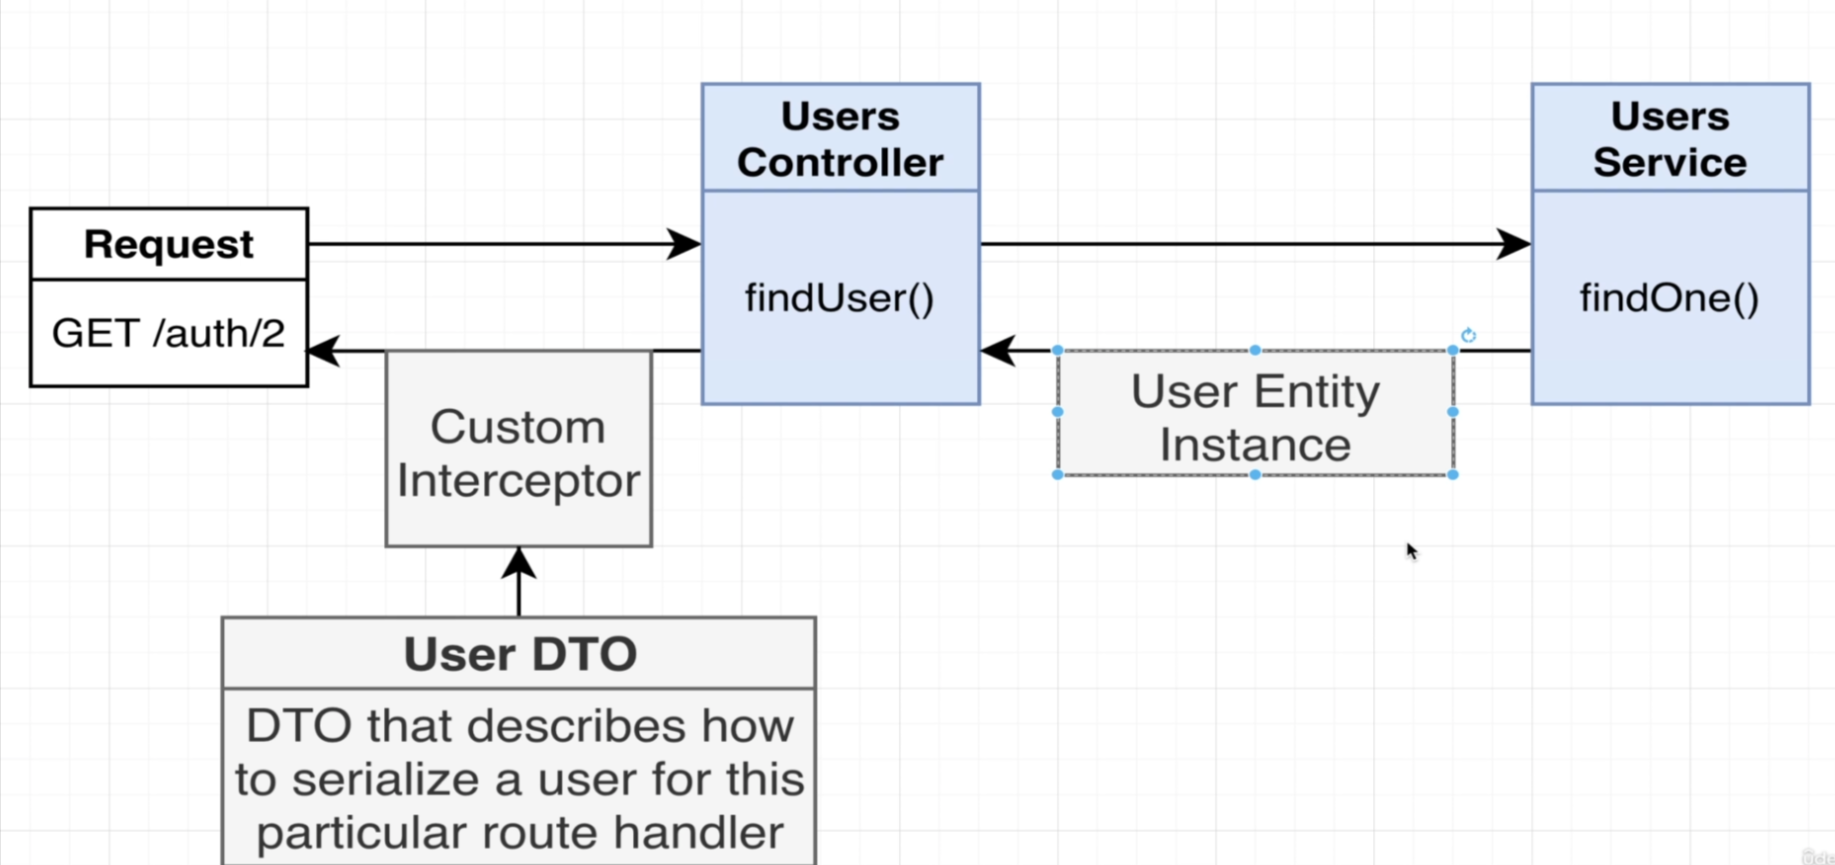 Users
Controller
findUser()
Users
Service
findOne()
Request
GET /auth/2
Custom
Interceptor
User Entity
Instance
User DTO
DTO that describes how
to serialize a user for this
particular route handler